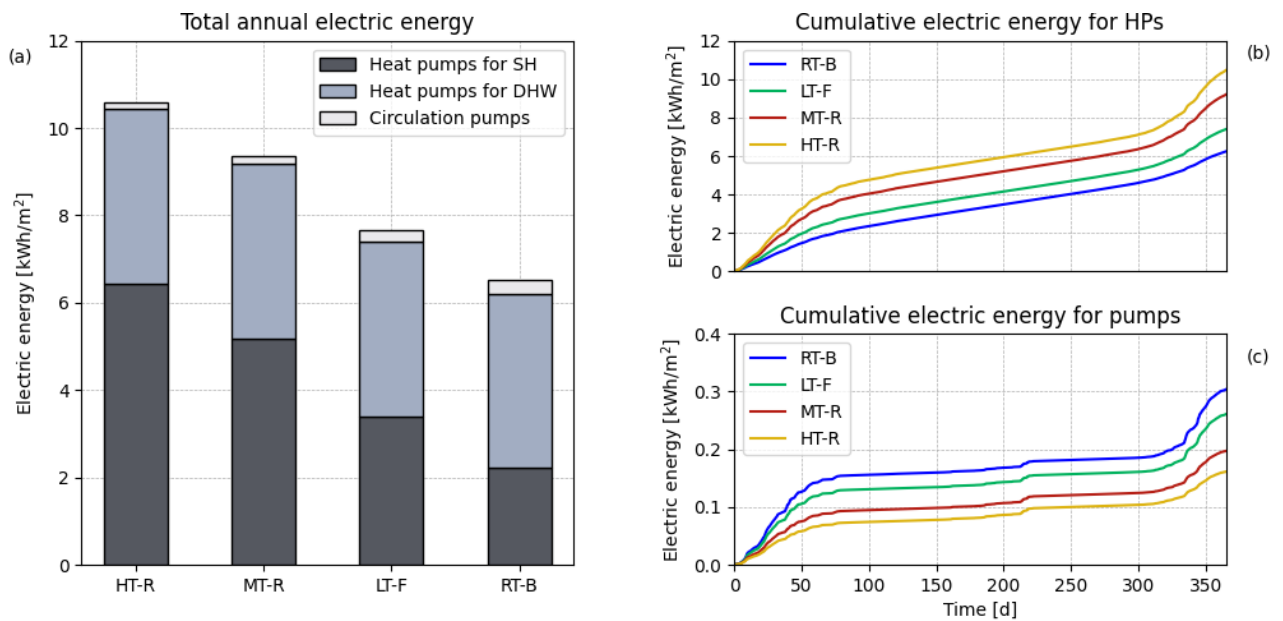 Total annual electric energy
(a)
Electric energy [kWh/m²]
12
10
8
6
4
2
0
Heat pumps for SH
Heat pumps for DHW
Circulation pumps
HT-R
MT-R
LT-F
RT-B
Cumulative electric energy for HPs
(b)
Electric energy [kWh/m²]
12
10
8
6
4
2
0
RT-B
LT-F
MT-R
HT-R
Cumulative electric energy for pumps
(c)
Electric energy [kWh/m²]
0.4
0.3
0.2
0.1
0.0
RT-B
LT-F
MT-R
HT-R
0 50 100 150 200 250 300 350
Time [d]